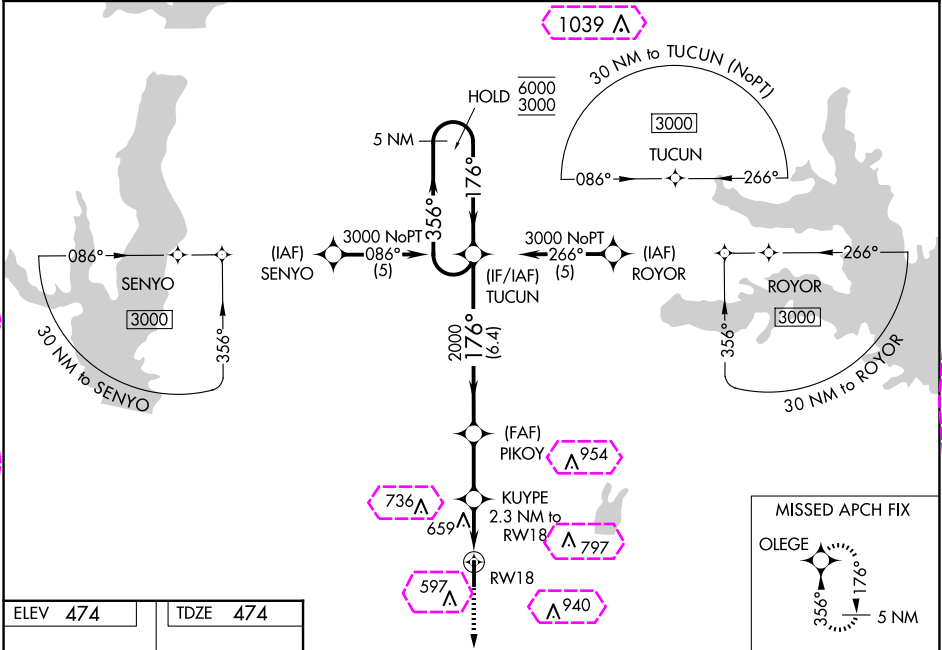 1039
30 NM to TUCUN (NoPT)
HOLD
6000
3000
3000
TUCUN
086°
266°
5 NM
356°
176°
(IAF)
SENYO
3000 NoPT
086°
(5)
(IF/IAF)
TUCUN
3000 NoPT
266°
(5)
(IAF)
ROYOR
086°
SENYO
3000
356°
30 NM to SENYO
266°
ROYOR
3000
356°
30 NM to ROYOR
2000
176°
(6.4)
(FAF)
PIKOY
954
736
659
KUYPE
2.3 NM to
RW18
797
RW18
597
940
MISSED APCH FIX
OLEGE
356°
176°
5 NM
ELEV 474
TDZE 474